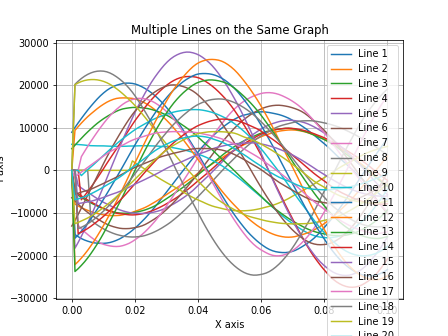 Multiple Lines on the Same Graph
30000
20000
10000
0
−10000
−20000
−30000
0.00
0.02
0.04
0.06
X axis
Line 1
Line 2
Line 3
Line 4
Line 5
Line 6
Line 7
Line 8
Line 9
Line 10
Line 11
Line 12
Line 13
Line 14
Line 15
Line 16
Line 17
Line 18
Line 19
Line 20